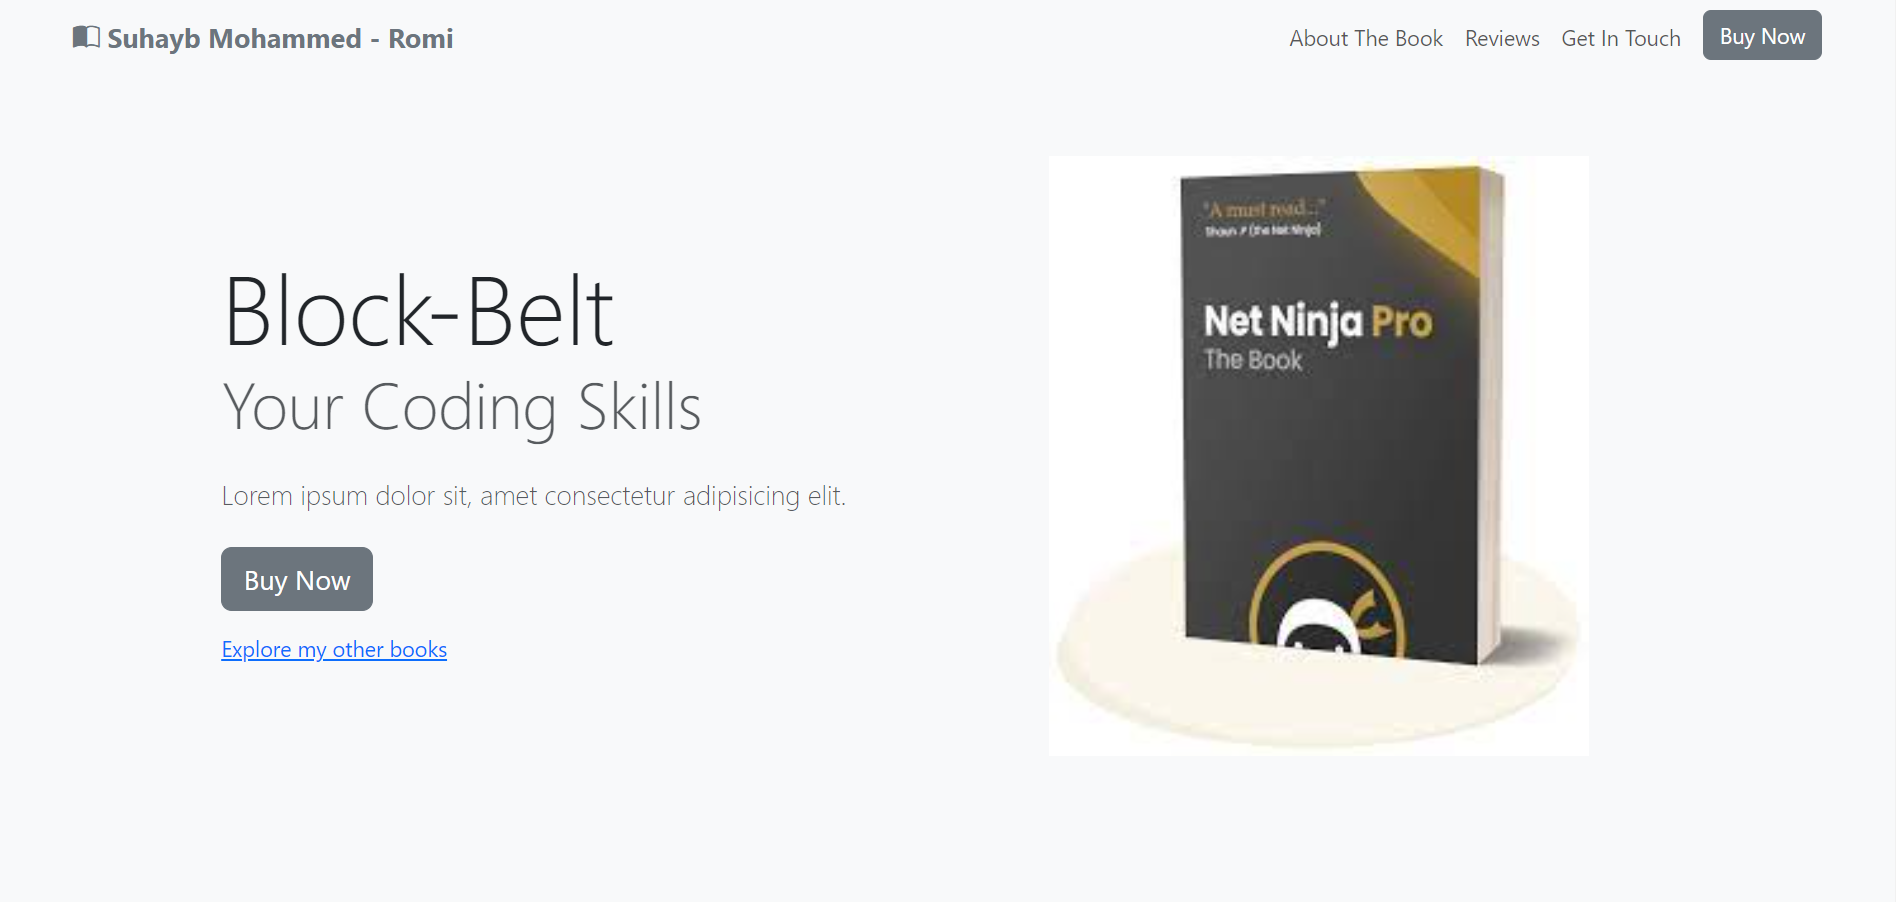 Suhayb Mohammed - Romi
About The Book
Reviews
Get In Touch
Buy Now
Block-Belt
Your Coding Skills
Lorem ipsum dolor sit, amet consectetur adipisicing elit.
Buy Now
Explore my other books
"A must read..."
Shaun P (the Net Ninja)
Net Ninja Pro
The Book